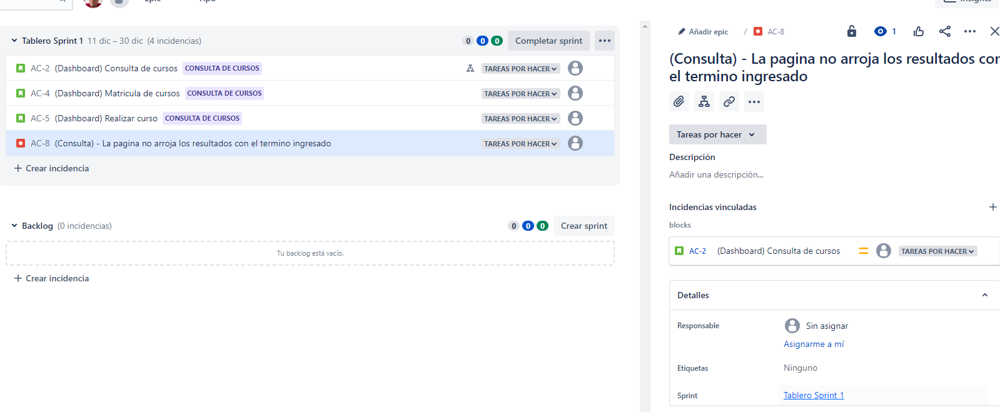 Epic Tipo Insights
Tablero Sprint 1 11 dic – 30 dic (4 incidencias) 0 0 0 Completar sprint
AC-2 (Dashboard) Consulta de cursos CONSULTA DE CURSOS TAREAS POR HACER
AC-4 (Dashboard) Matricula de cursos CONSULTA DE CURSOS TAREAS POR HACER
AC-5 (Dashboard) Realizar curso CONSULTA DE CURSOS TAREAS POR HACER
AC-8 (Consulta) - La pagina no arroja los resultados con el termino ingresado TAREAS POR HACER
+ Crear incidencia
Backlog (0 incidencias) 0 0 0 Crear sprint
Tu backlog está vacío.
+ Crear incidencia
Añadir epic / AC-8 1
(Consulta) - La pagina no arroja los resultados con
el termino ingresado
Tareas por hacer
Descripción
Añadir una descripción...
Incidencias vinculadas
blocks
AC-2 (Dashboard) Consulta de cursos TAREAS POR HACER
Detalles
Responsable Sin asignar
Asignarme a mí
Etiquetas Ninguno
Sprint Tablero Sprint 1